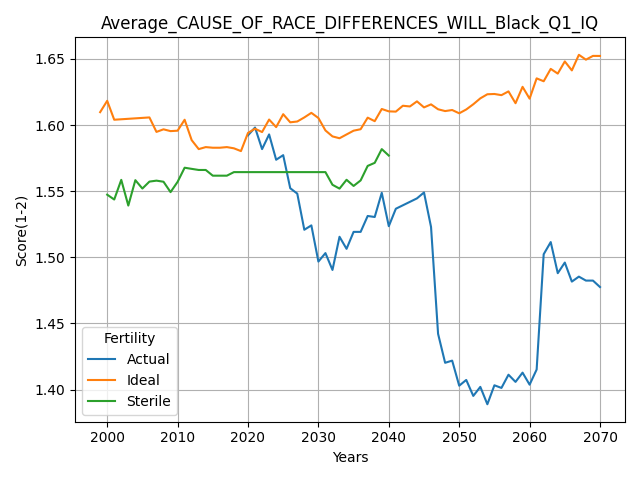 Average_CAUSE_OF_RACE_DIFFERENCES_WILL_Black_Q1_IQ
1.65
1.60
1.55
1.50
1.45
1.40
Score(1-2)
Fertility
Actual
Ideal
Sterile
2000 2010 2020 2030 2040 2050 2060 2070
Years